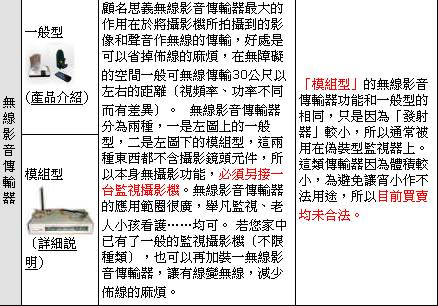 無線影音傳輸器
一般型
(產品介紹)
模組型
(詳細說
明)
顧名思義無線影音傳輸器最大的
作用在於將攝影機所拍攝到的影
像和聲音作無線的傳輸，好處是
可以省掉佈線的麻煩，在無障礙
的空間一般可無線傳輸30公尺以
左右的距離〔視頻率、功率不同
而有差異〕。 無線影音傳輸器
分為兩種，一是左圖上的一般
型，二是左圖下的模組型，這兩
種東西都不含攝影鏡頭元件，所
以本身無攝影功能，必須另接一
台監視攝影機。無線影音傳輸器
的應用範圍很廣，舉凡監視、老
人小孩看護……均可。 若您家中
已有了一般的監視攝影機〔不限
種類〕，也可以再加裝一無線影
音傳輸器，讓有線變無線，減少
佈線的麻煩。
「模組型」的無線影音
傳輸器功能和一般型的
相同，只是因為「發射
器」較小，所以通常被
用在偽裝型監視器上。
這類傳輸器因為體積較
小，為避免讓宵小作不
法用途，所以目前買賣
均未合法。